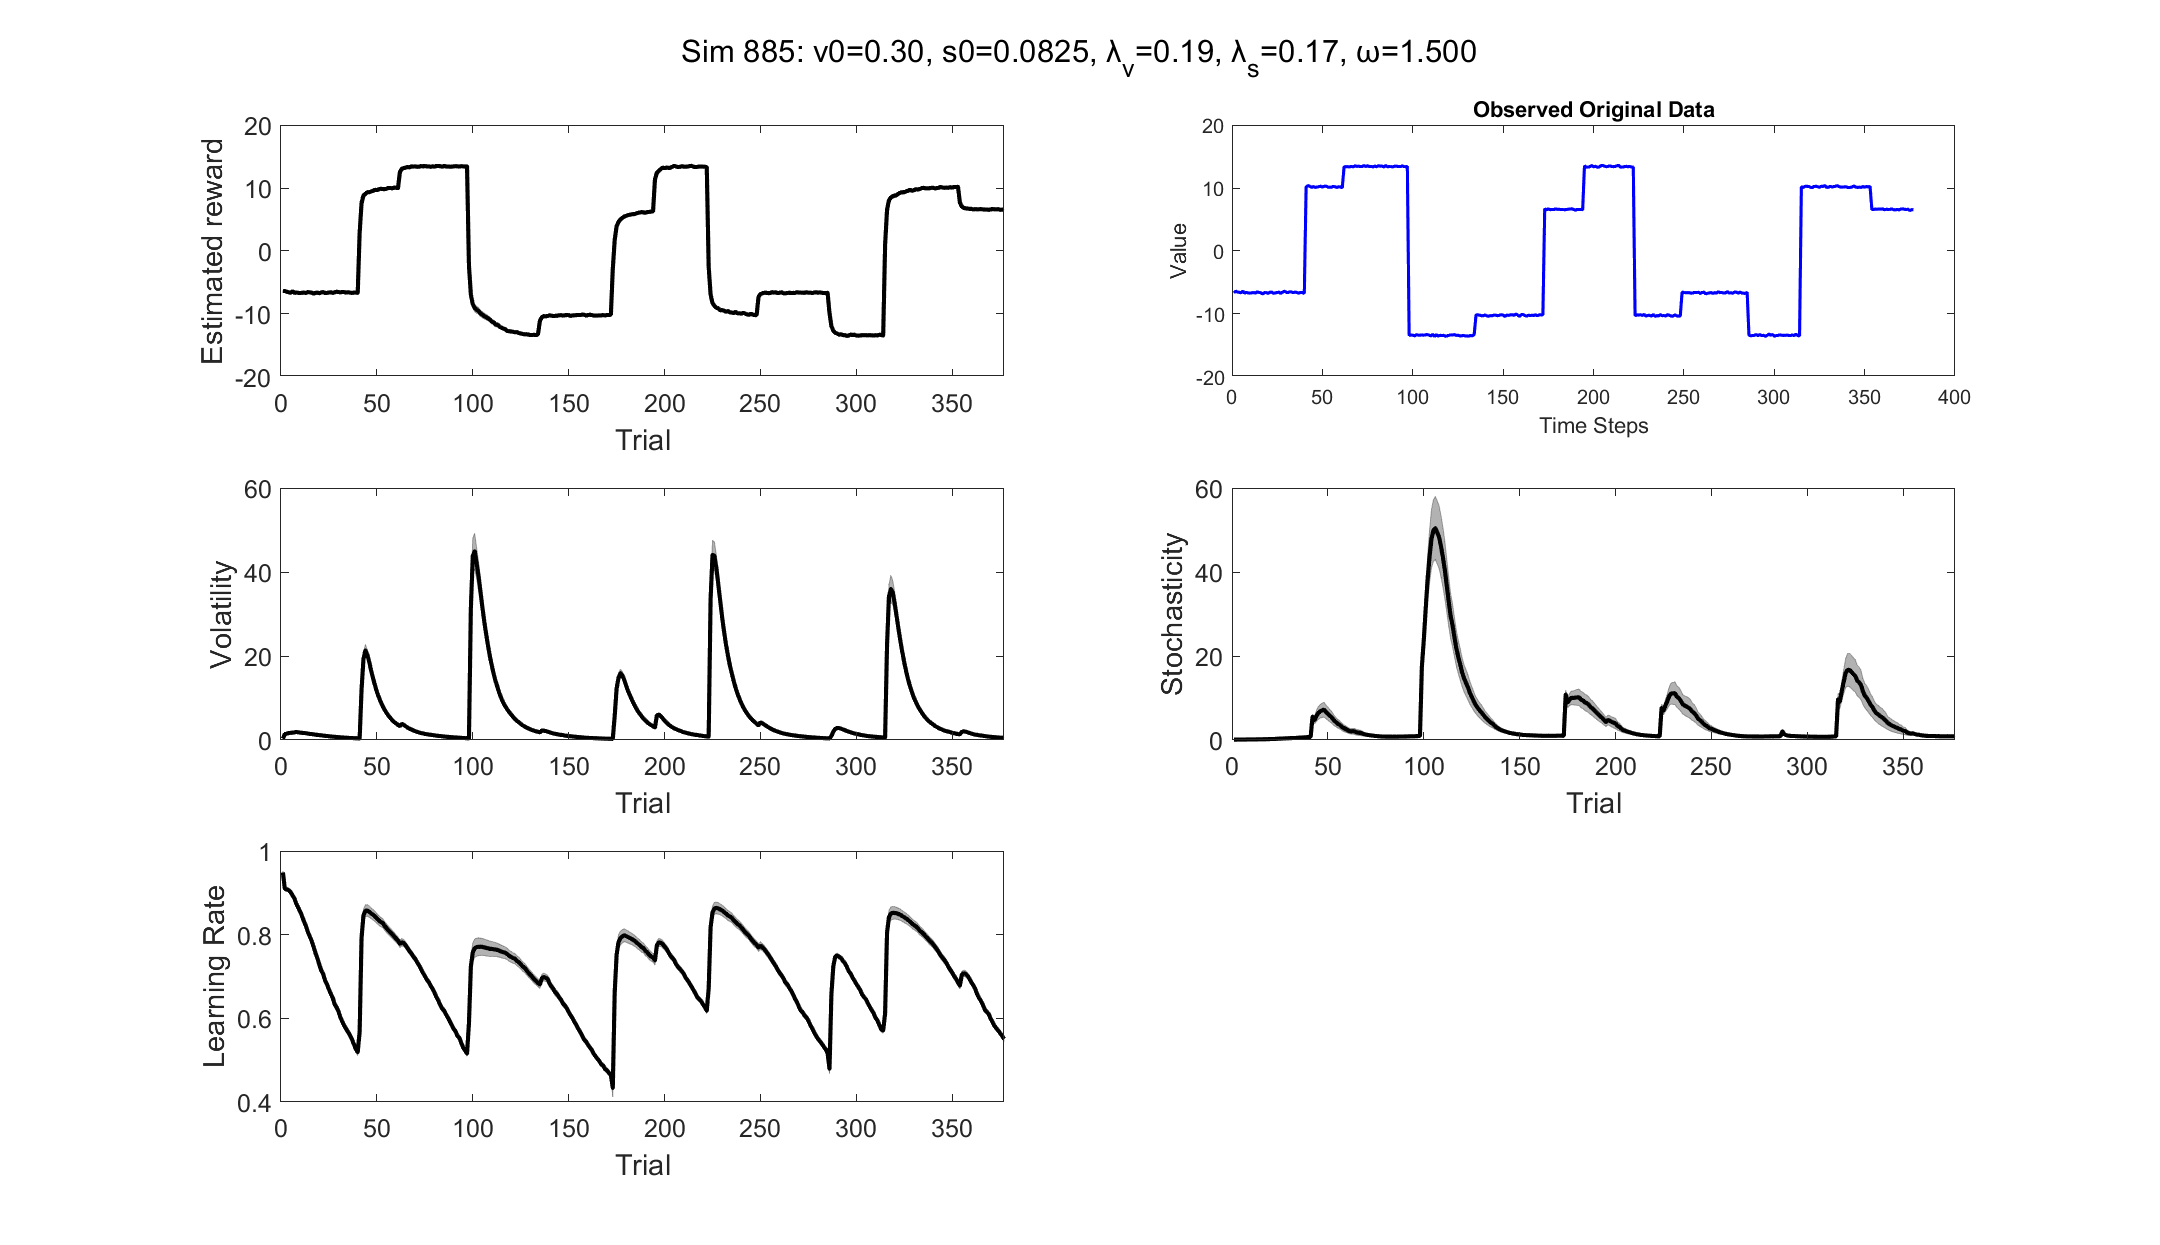 Sim 885: v0=0.30, s0=0.0825, λv=0.19, λs=0.17, ω=1.500
Estimated reward
20
10
0
-10
-20
0 50 100 150 200 250 300 350
Trial
Observed Original Data
Value
20
10
0
-10
-20
0 50 100 150 200 250 300 350 400
Time Steps
Volatility
60
40
20
0
0 50 100 150 200 250 300 350
Trial
Stochasticity
60
40
20
0
0 50 100 150 200 250 300 350
Trial
Learning Rate
1
0.8
0.6
0.4
0 50 100 150 200 250 300 350
Trial